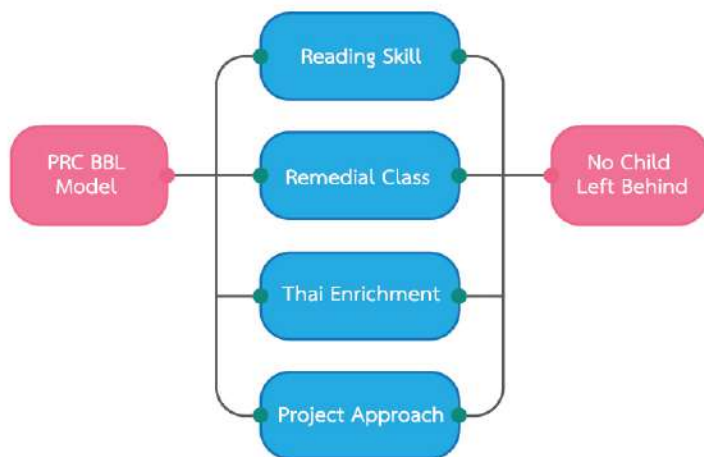 PRC BBL
Model
Reading Skill
Remedial Class
Thai Enrichment
Project Approach
No Child
Left Behind